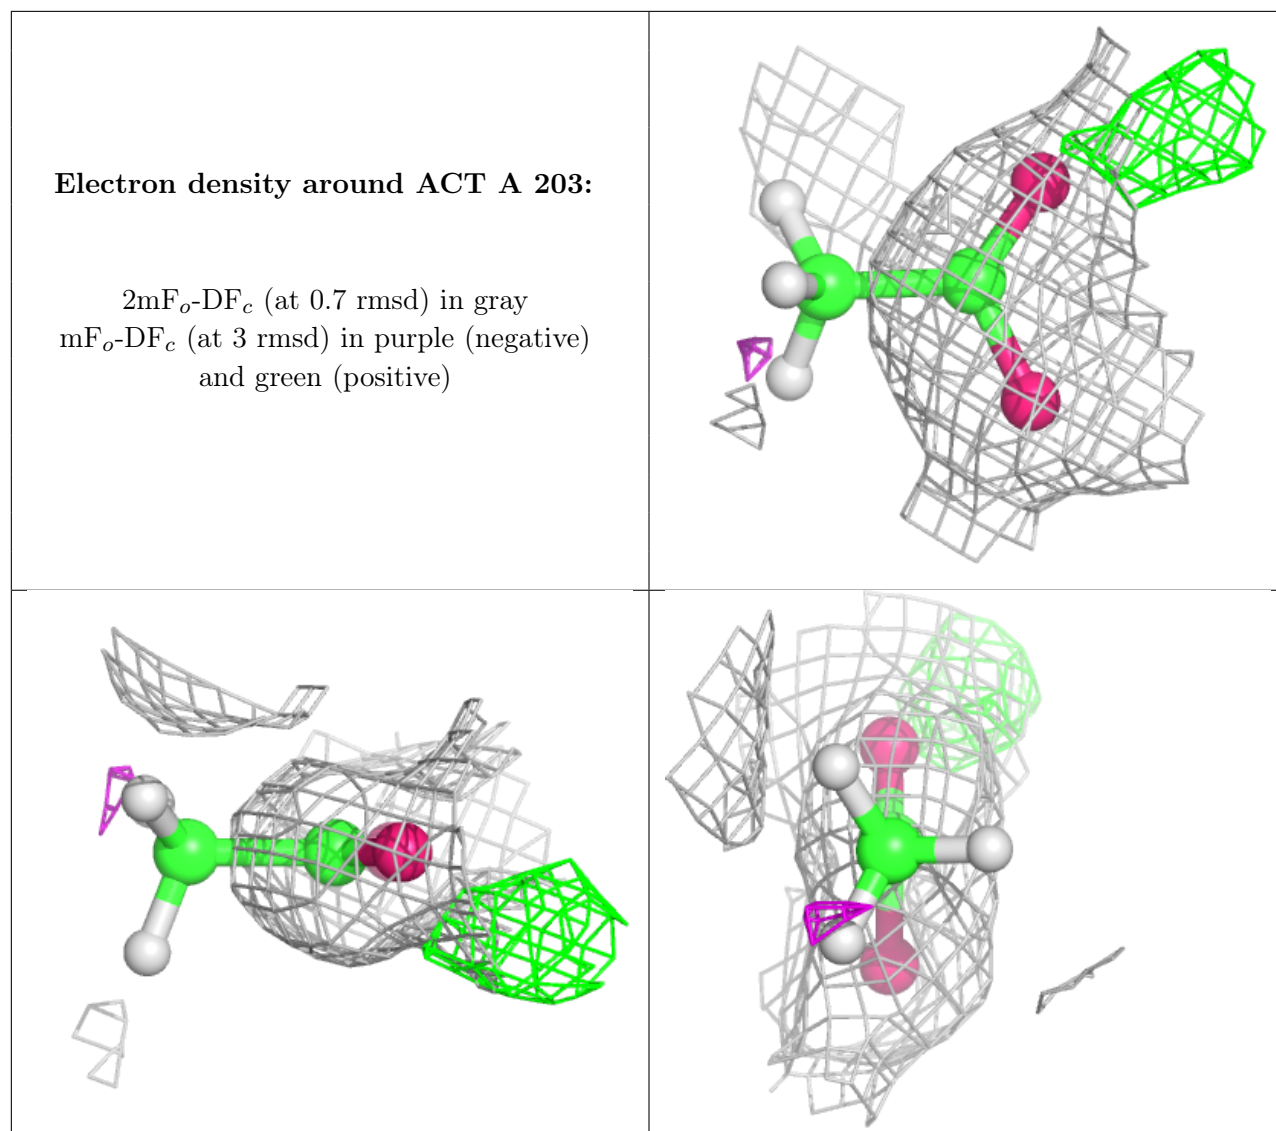 Electron density around ACT A 203:
2mFo-DFc (at 0.7 rmsd) in gray
mFo-DFc (at 3 rmsd) in purple (negative)
and green (positive)